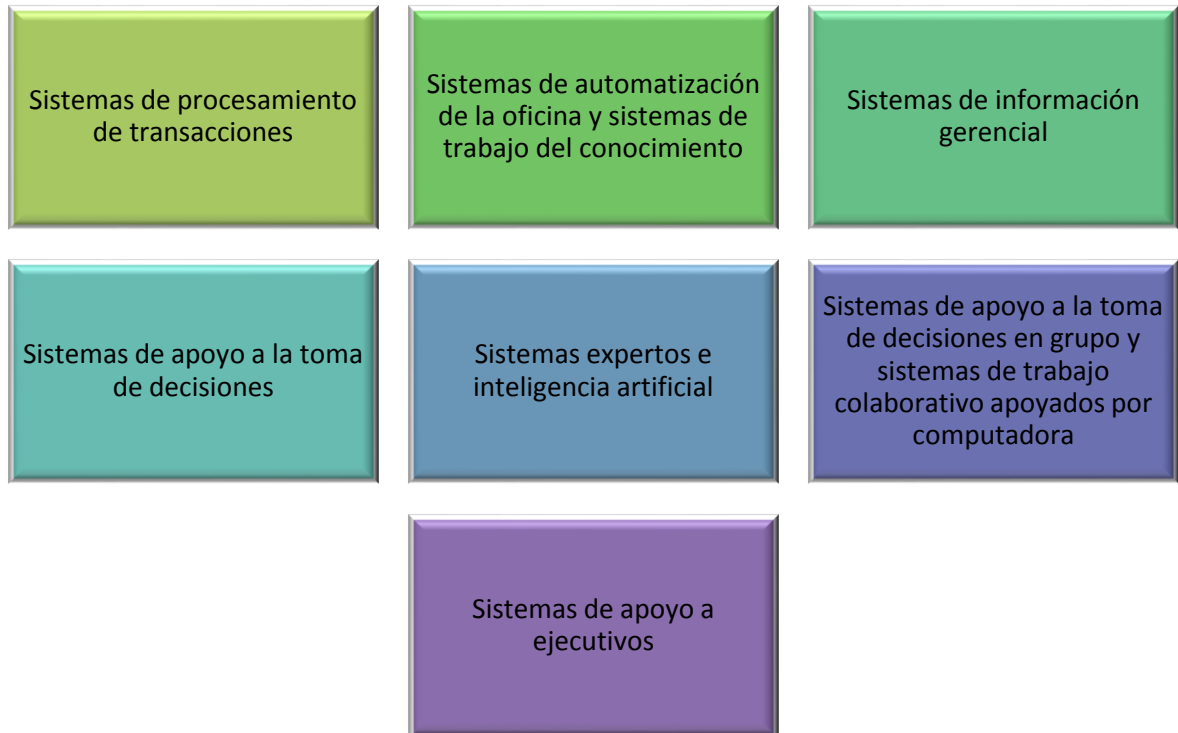 Sistemas de procesamiento
de transacciones
Sistemas de automatización
de la oficina y sistemas de
trabajo del conocimiento
Sistemas de información
gerencial
Sistemas de apoyo a la toma
de decisiones
Sistemas expertos e
inteligencia artificial
Sistemas de apoyo a la toma
de decisiones en grupo y
sistemas de trabajo
colaborativo apoyados por
computadora
Sistemas de apoyo a
ejecutivos